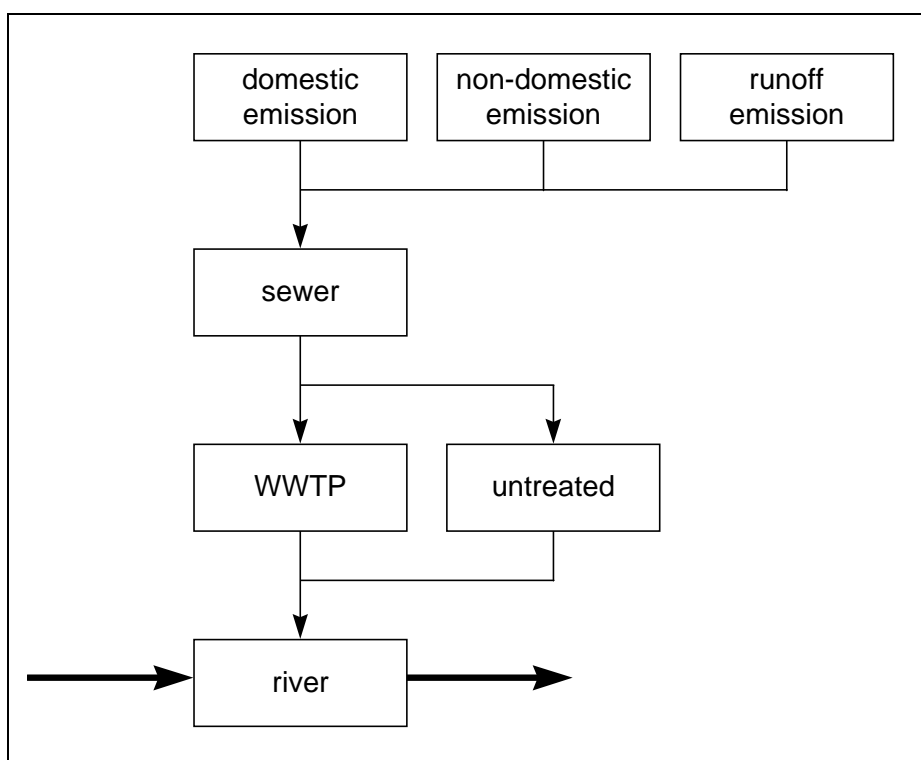 domestic
emission
non-domestic
emission
runoff
emission
sewer
WWTP
untreated
river